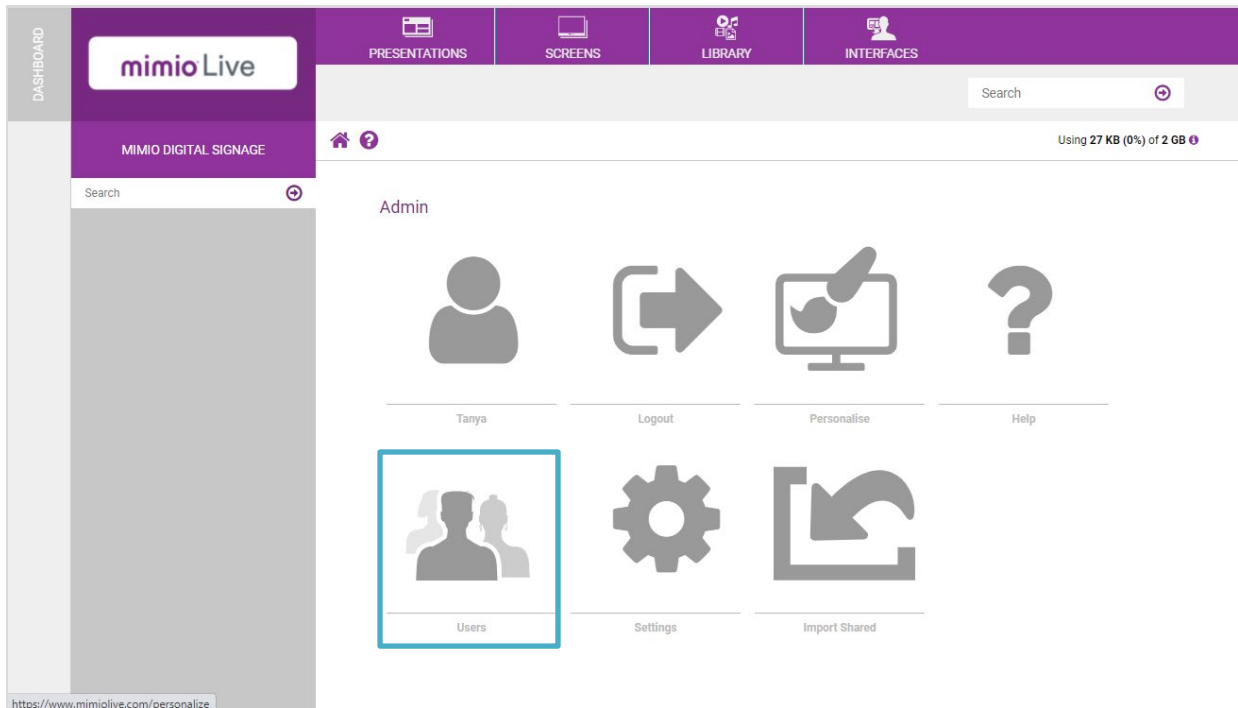 DASHBOARD
mimio Live
PRESENTATIONS
SCREENS
LIBRARY
INTERFACES
Search
MIMIO DIGITAL SIGNAGE
Using 27 KB (0%) of 2 GB
Search
Admin
Tanya
Logout
Personalise
Help
Users
Settings
Import Shared
https://www.mimiolive.com/personalize